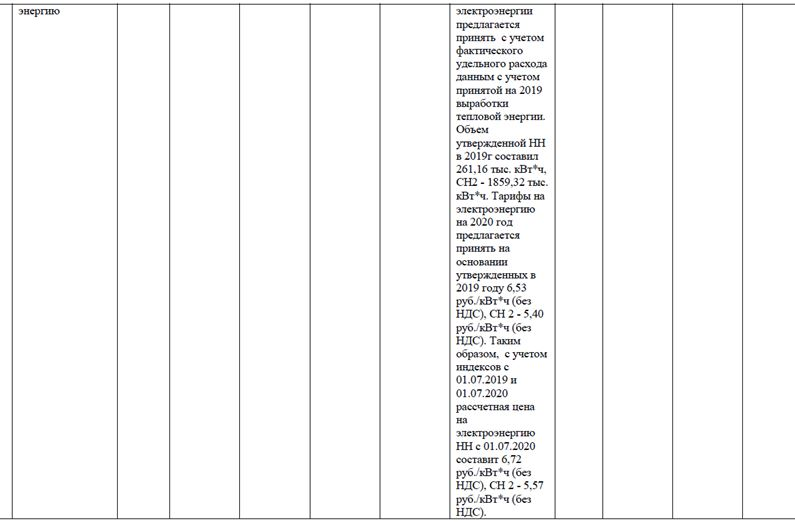 энергию
электроэнергии
предлагается
принять с учетом
фактического
удельного расхода
данным с учетом
принятой на 2019
выработки
тепловой энергии.
Объем
утвержденной НН
в 2019г составил
261,16 тыс. кВт*ч,
СН2 - 1859,32 тыс.
кВт*ч. Тарифы на
электроэнергию
на 2020 год
предлагается
принять на
основании
утвержденных в
2019 году 6,53
руб./кВт*ч (без
НДС), СН 2 - 5,40
руб./кВт*ч (без
НДС). Таким
образом, с учетом
индексов с
01.07.2019 и
01.07.2020
рассчетная цена
на
электроэнергию
НН с 01.07.2020
составит 6,72
руб./кВт*ч (без
НДС), СН 2 - 5,57
руб./кВт*ч (без
НДС).